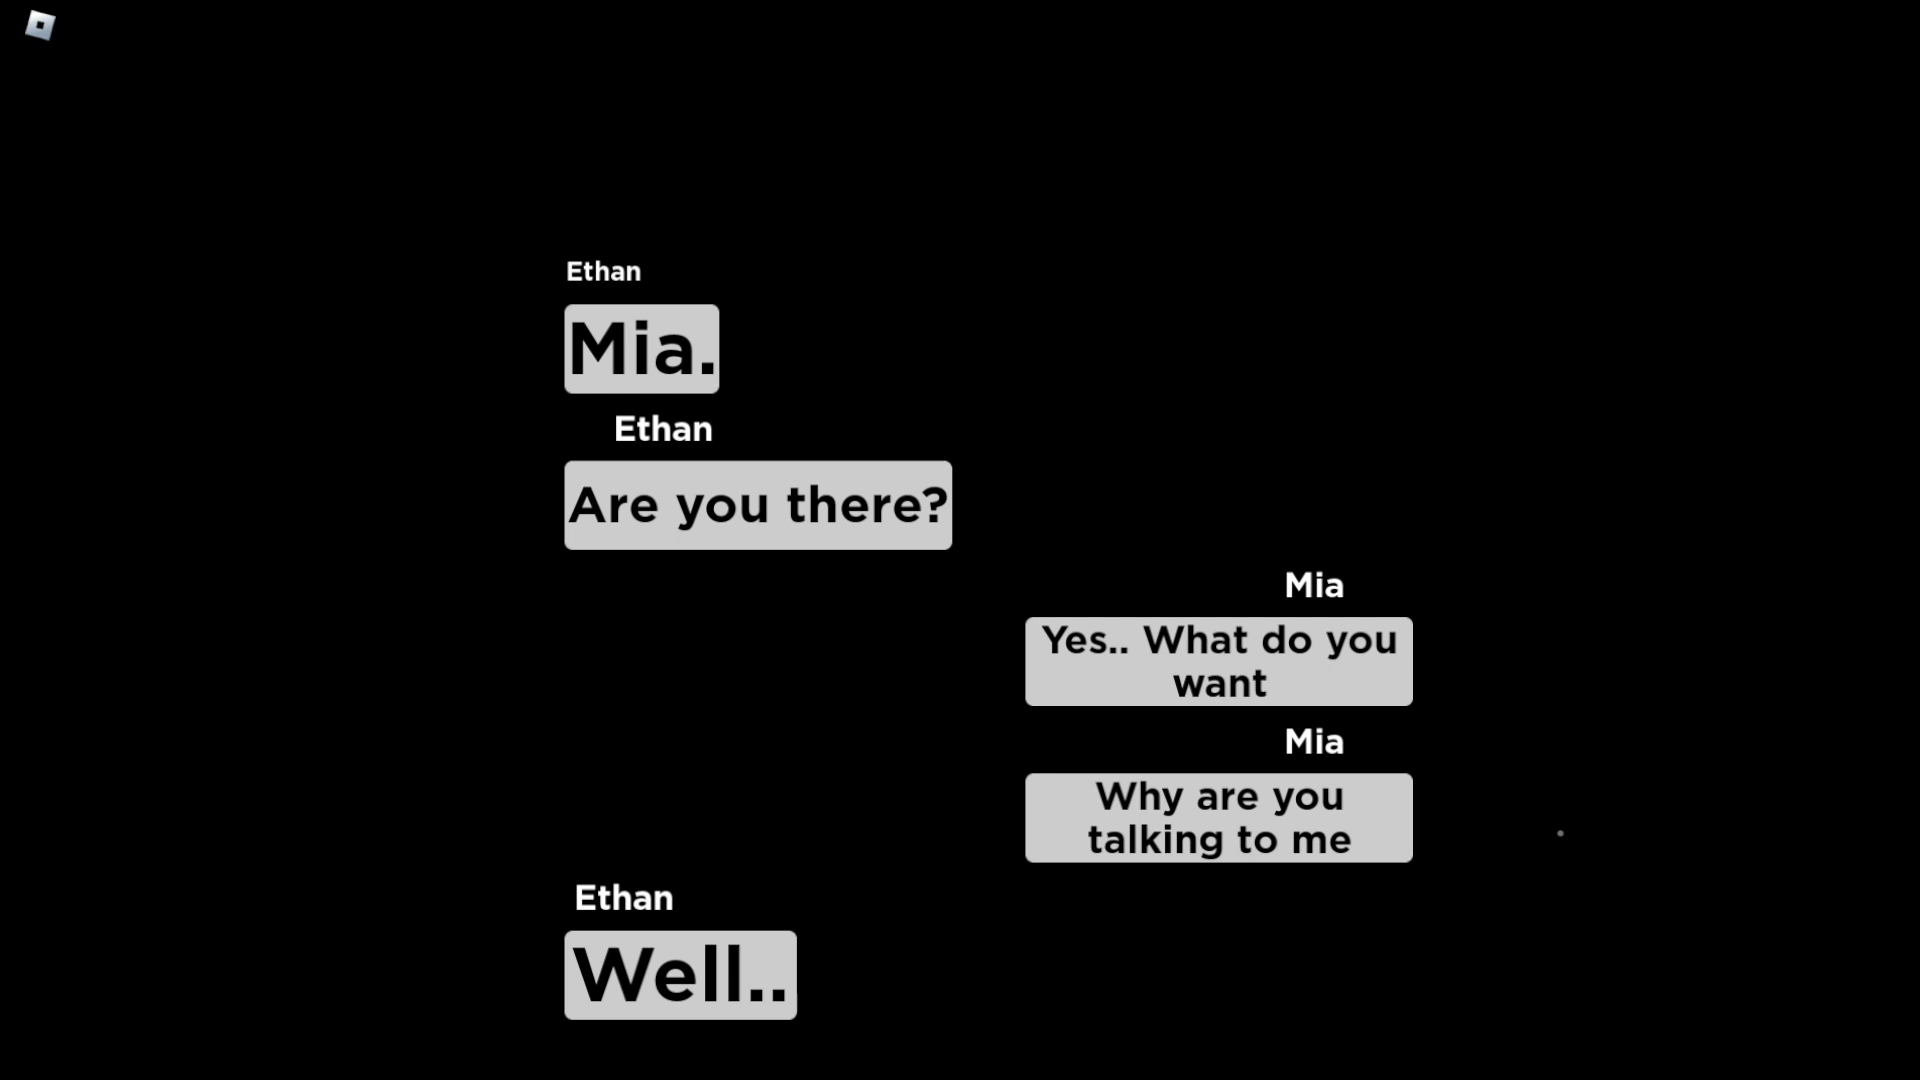 Ethan
Mia.
Ethan
Are you there?
Mia
Yes.. What do you
want
Mia
Why are you
talking to me
Ethan
Well..